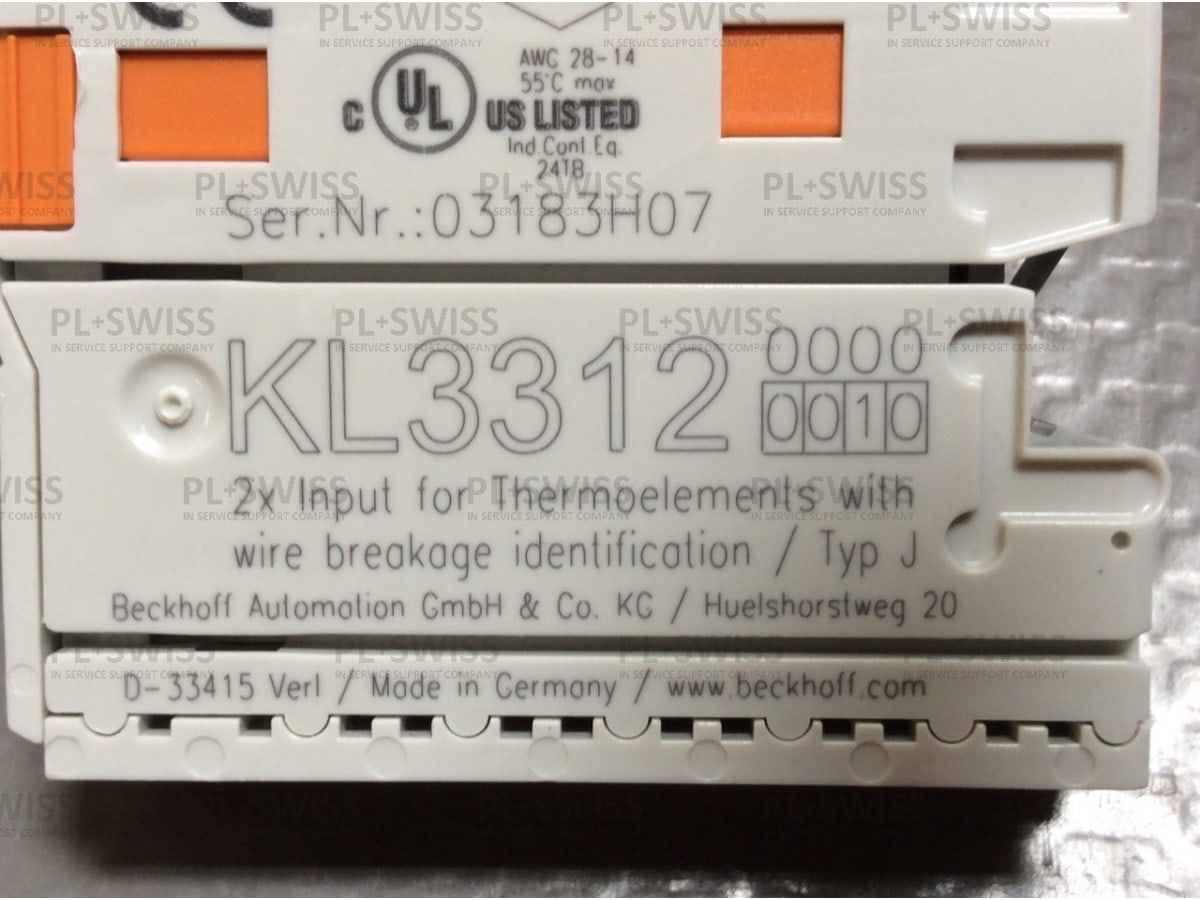 AWG 28-14
55°C max
C UL ® US LISTED
Ind.Cont.Eq.
24TB
Ser.Nr.:03183H07
KL3312 0000
0010
2x Input for Thermoelements with
wire breakage identification / Typ J
Beckhoff Automation GmbH & Co. KG / Huelshorstweg 20
D-33415 Verl / Made in Germany / www.beckhoff.com
PL+SWISS
IN SERVICE SUPPORT COMPANY